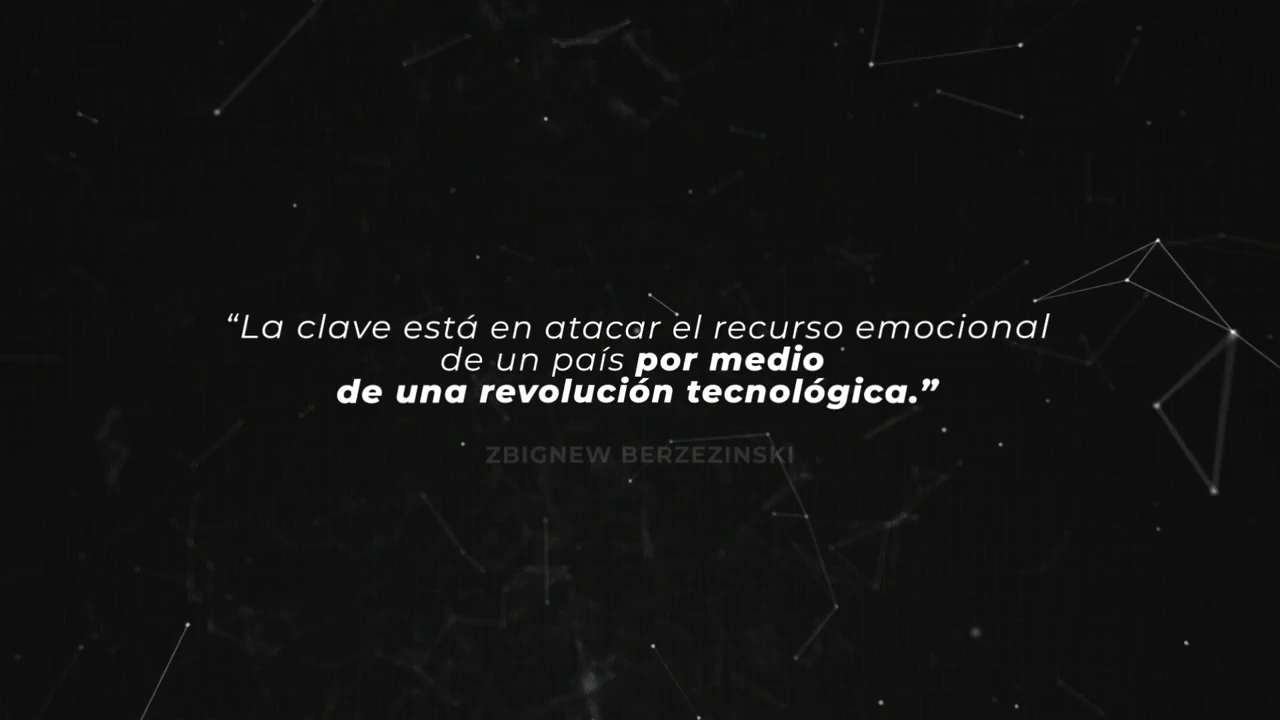 “La clave está en atacar el recurso emocional
de un país por medio
de una revolución tecnológica.”
ZBIGNEW BERZEZINSKI